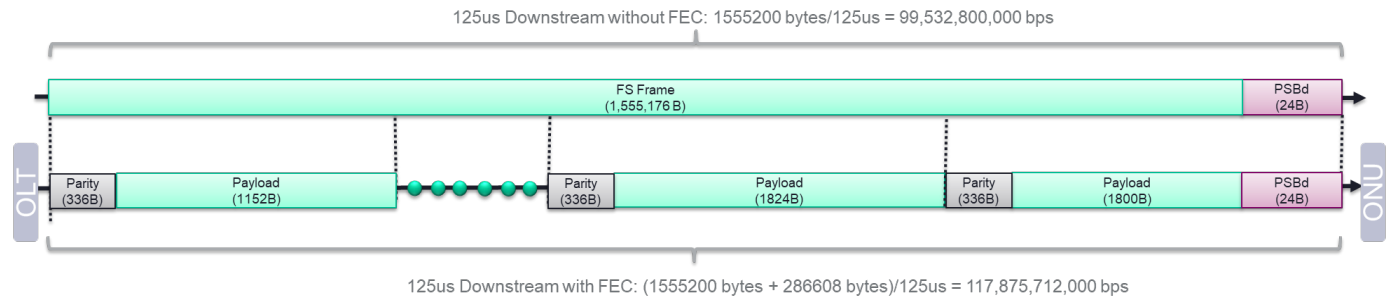 125us Downstream without FEC: 1555200 bytes/125us = 99,532,800,000 bps
FS Frame
(1,555,176 B)
PSBd
(24B)
OLT
Parity
(336B)
Payload
(1152B)
Parity
(336B)
Payload
(1824B)
Parity
(336B)
Payload
(1800B)
PSBd
(24B)
ONU
125us Downstream with FEC: (1555200 bytes + 286608 bytes)/125us = 117,875,712,000 bps